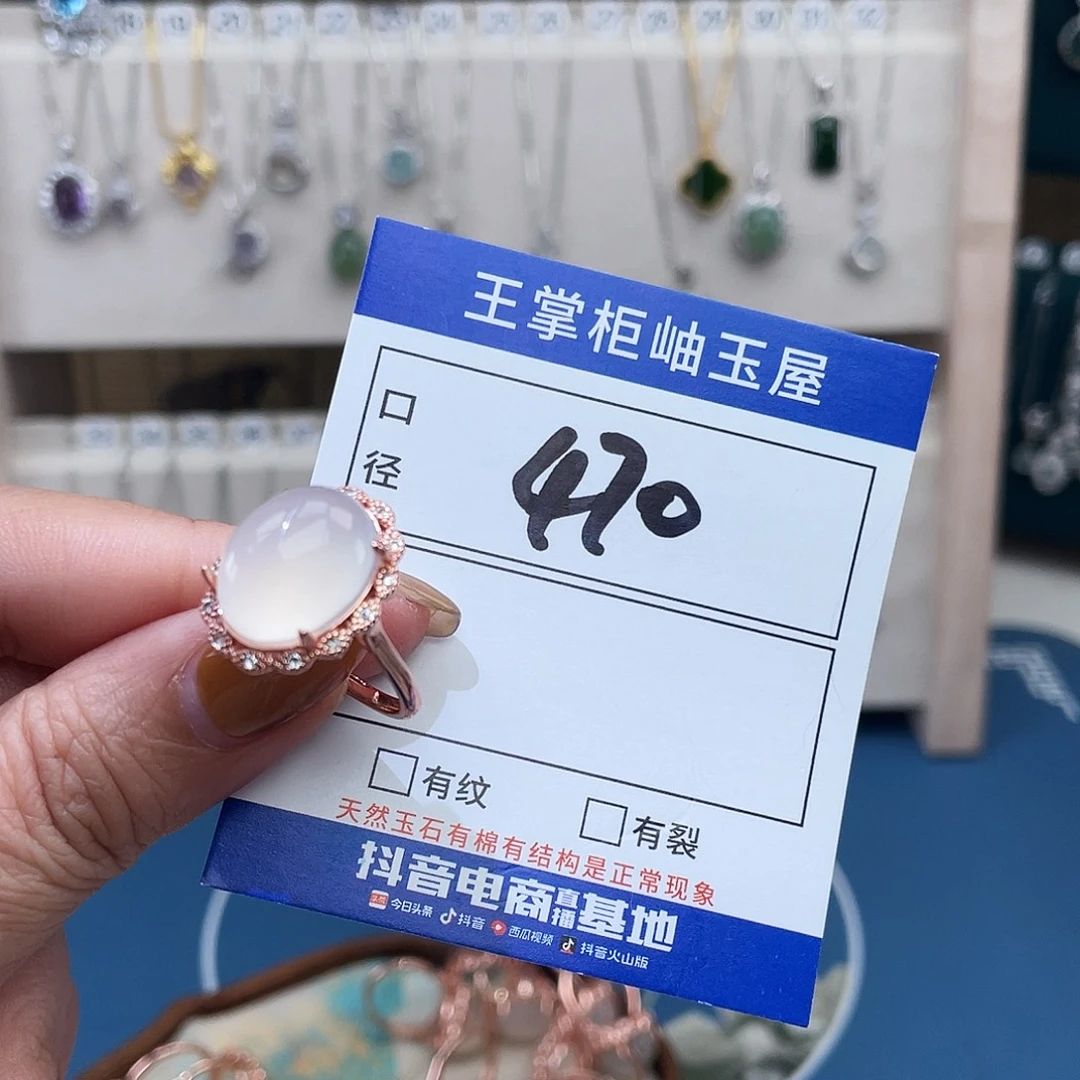 王掌柜岫玉屋
口径
470
有纹
有裂
天然玉石有棉有结构是正常现象
抖音电商直播基地
今日头条 抖音 西瓜视频 抖音火山版